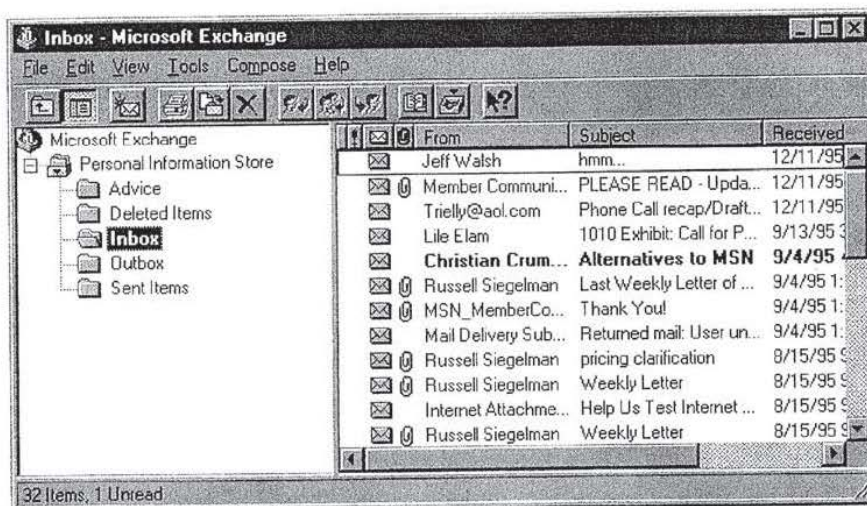 Inbox - Microsoft Exchange
File Edit View Tools Compose Help
Microsoft Exchange
Personal Information Store
Advice
Deleted Items
Inbox
Outbox
Sent Items
! From Subject Received
Jeff Walsh hmm... 12/11/95
Member Communi... PLEASE READ - Upda... 12/11/95
Trielly@aol.com Phone Call recap/Draft... 12/11/95
Lile Elam 1010 Exhibit: Call for P... 9/13/95
Christian Crum... Alternatives to MSN 9/4/95
Russell Siegelman Last Weekly Letter of ... 9/4/95 1:
MSN_MemberCo... Thank You! 9/4/95 1:
Mail Delivery Sub... Returned mail: User un... 9/4/95 1:
Russell Siegelman pricing clarification 8/15/95
Russell Siegelman Weekly Letter 8/15/95
Internet Attachme... Help Us Test Internet ... 8/15/95
Russell Siegelman Weekly Letter 8/15/95
32 Items, 1 Unread